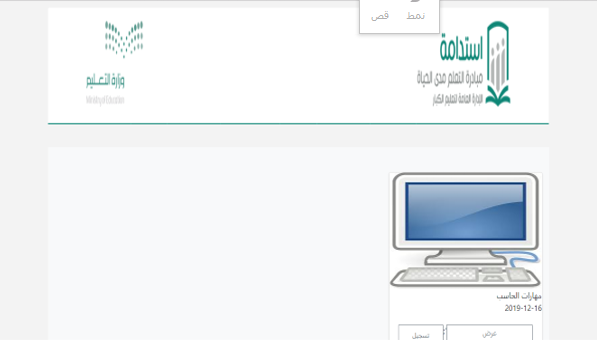 نمط قص
استدامة
مبادرة التعلم مدى الحياة
الإدارة العامة لتعليم الكبار
وزارة التعليم
Ministry of Education
مهارات الحاسب
2019-12-16
عرض
تسجيل